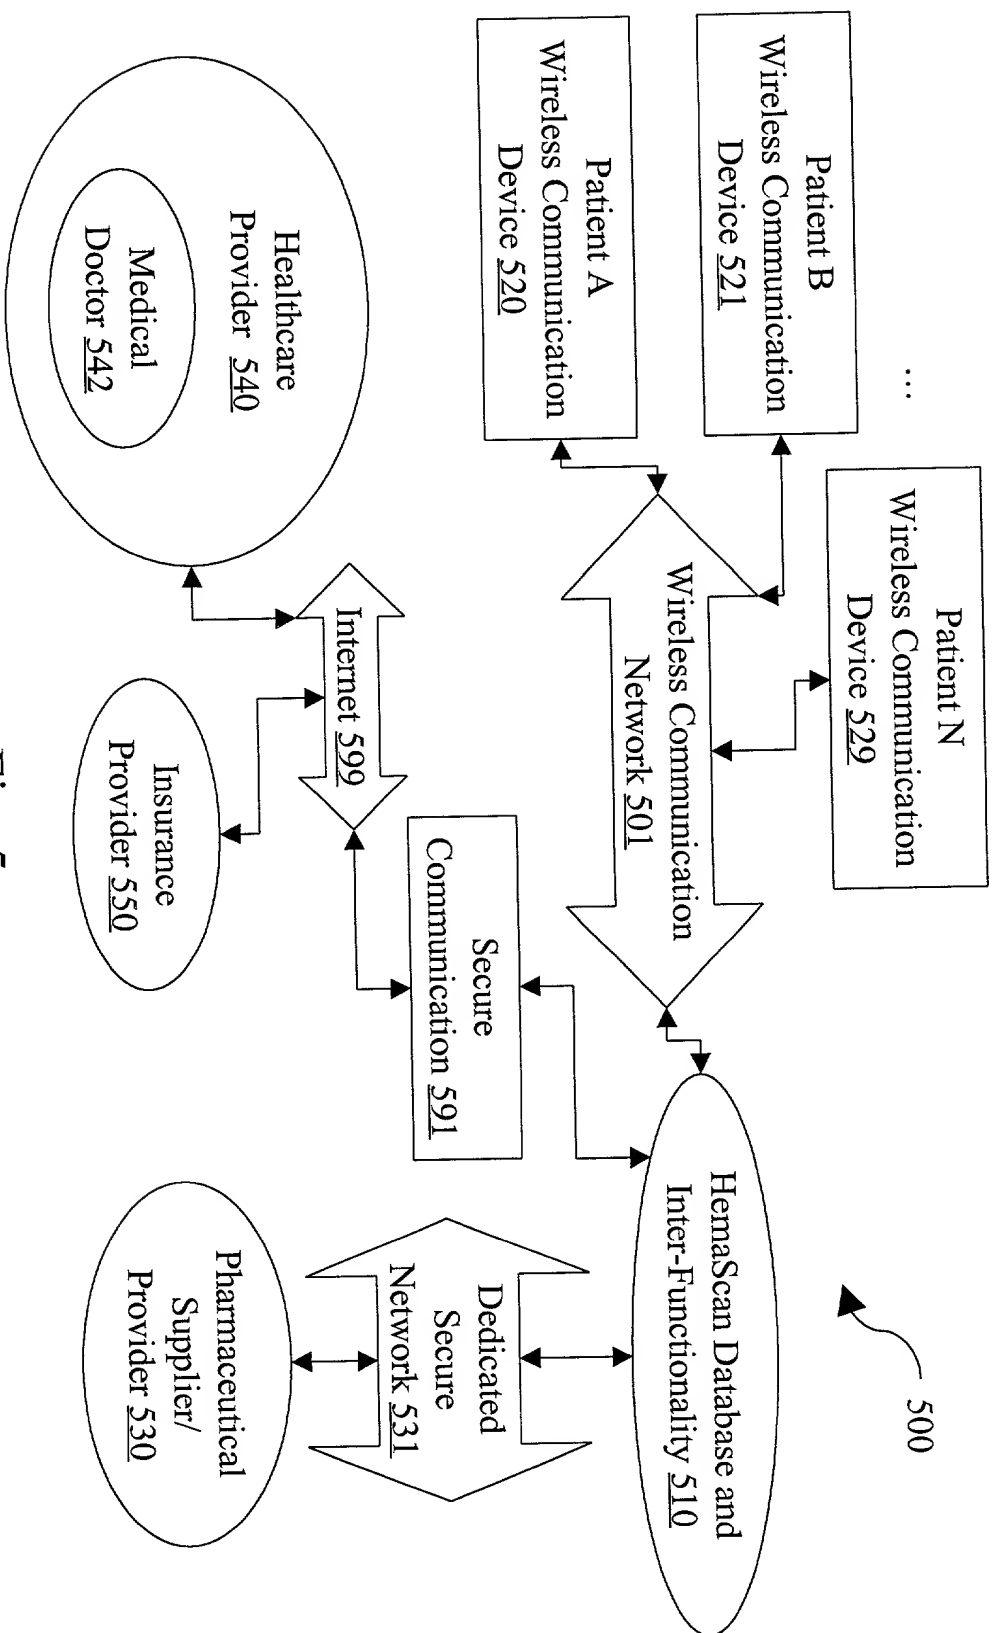 500
Patient N
Wireless Communication
Device 529
...
Patient B
Wireless Communication
Device 521
Patient A
Wireless Communication
Device 520
Wireless Communication
Network 501
HemaScan Database and
Inter-Functionality 510
Secure
Communication 591
Dedicated
Secure
Network 531
Internet 599
Healthcare
Provider 540
Medical
Doctor 542
Insurance
Provider 550
Pharmaceutical
Supplier/
Provider 530